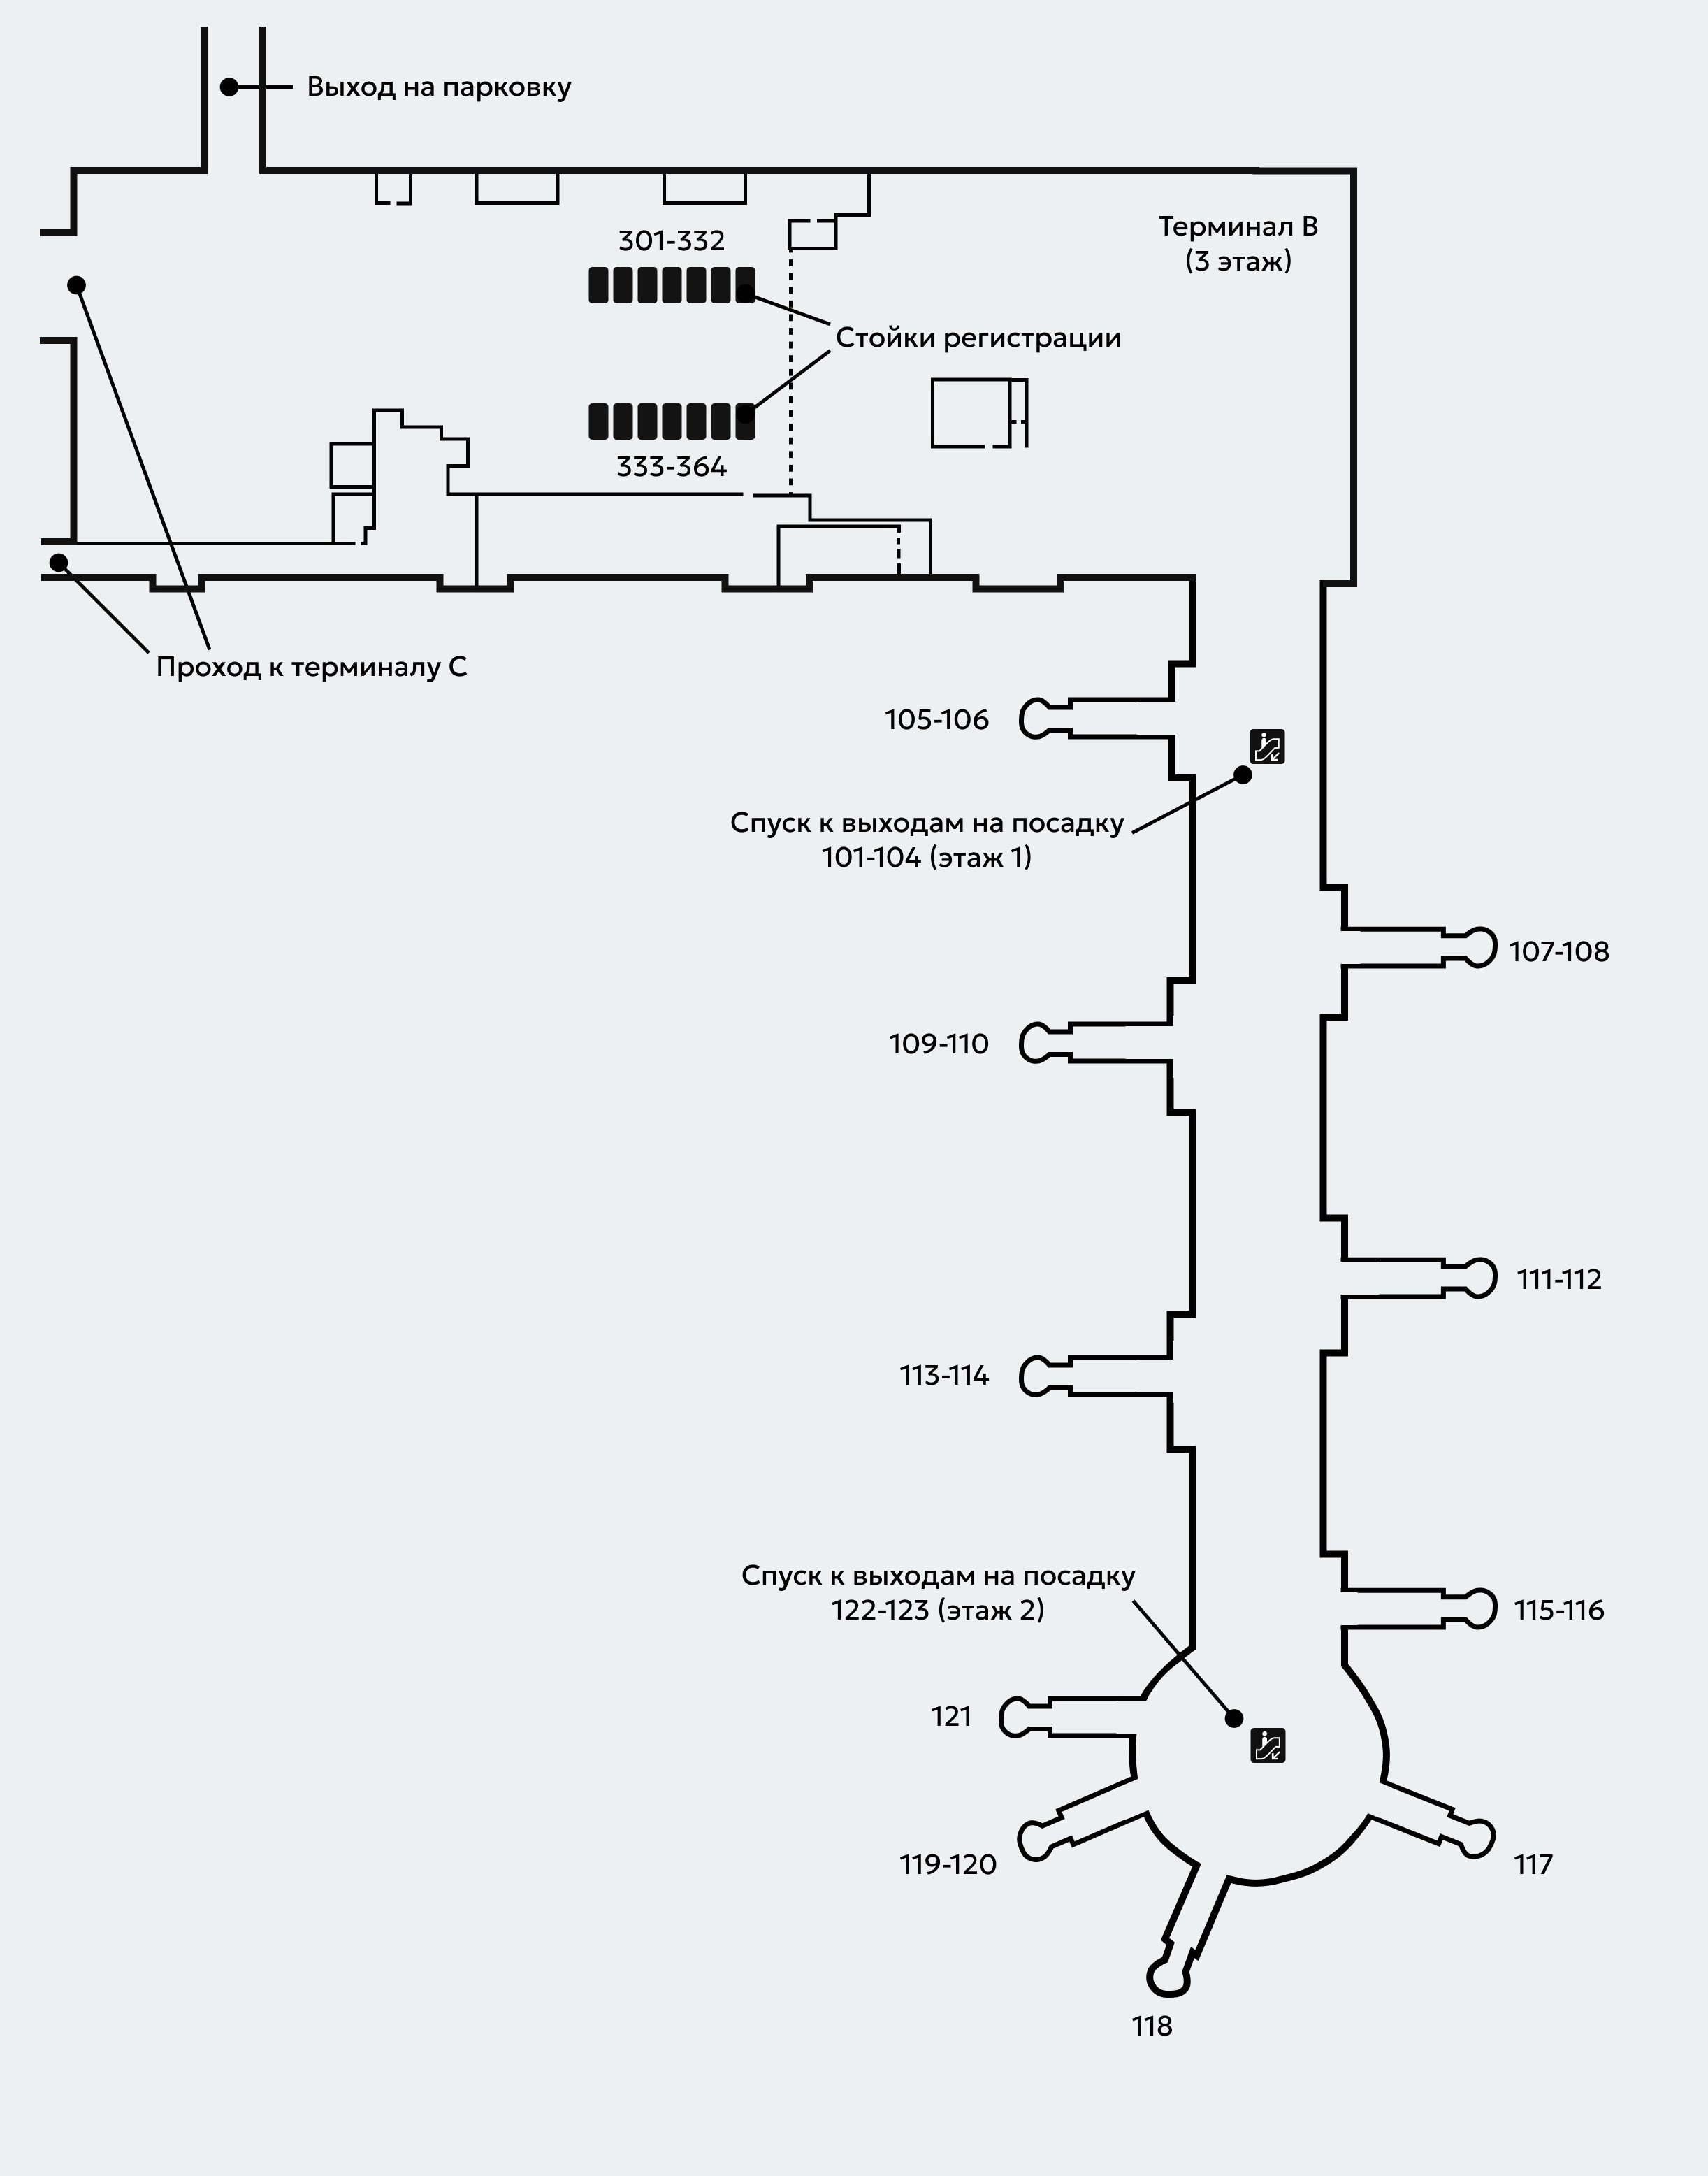 Выход на парковку
Терминал B
(3 этаж)
301-332
Стойки регистрации
333-364
Проход к терминалу C
105-106
Спуск к выходам на посадку
101-104 (этаж 1)
107-108
109-110
111-112
113-114
Спуск к выходам на посадку
122-123 (этаж 2)
115-116
121
119-120
117
118